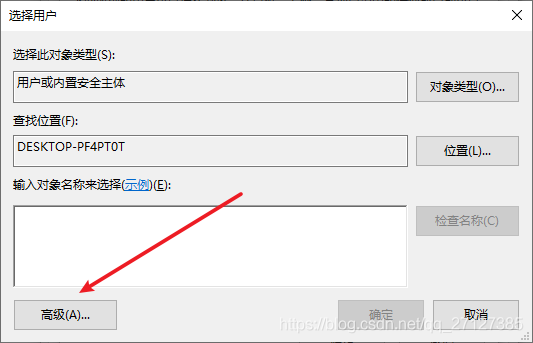 选择用户
选择此对象类型(S):
用户或内置安全主体
对象类型(O)...
查找位置(F):
DESKTOP-PF4PT0T
位置(L)...
输入对象名称来选择(示例)(E):
检查名称(C)
高级(A)...
确定
取消
https://blog.csdn.net/qq_27127385